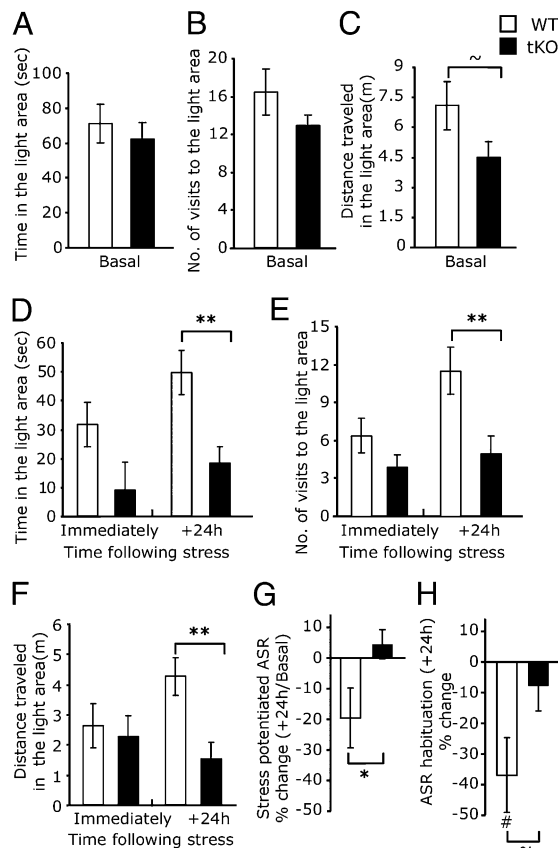 WT
tKO
A
Time in the light area (sec)
100
80
60
40
20
0
Basal
B
No. of visits to the light area
20
16
12
8
4
0
Basal
C
Distance traveled
in the light area(m)
9
7.5
6
4.5
3
1.5
0
~
Basal
D
Time in the light area (sec)
60
50
40
30
20
10
0
**
Immediately +24h
Time following stress
E
No. of visits to the light area
15
12
9
6
3
0
**
Immediately +24h
Time following stress
F
Distance traveled
in the light area(m)
6
5
4
3
2
1
0
**
Immediately +24h
Time following stress
G
Stress potentiated ASR
% change (+24h/Basal)
10
0
-10
-20
-30
-40
-50
*
H
ASR habituation (+24h)
% change
10
0
-10
-20
-30
-40
-50
#